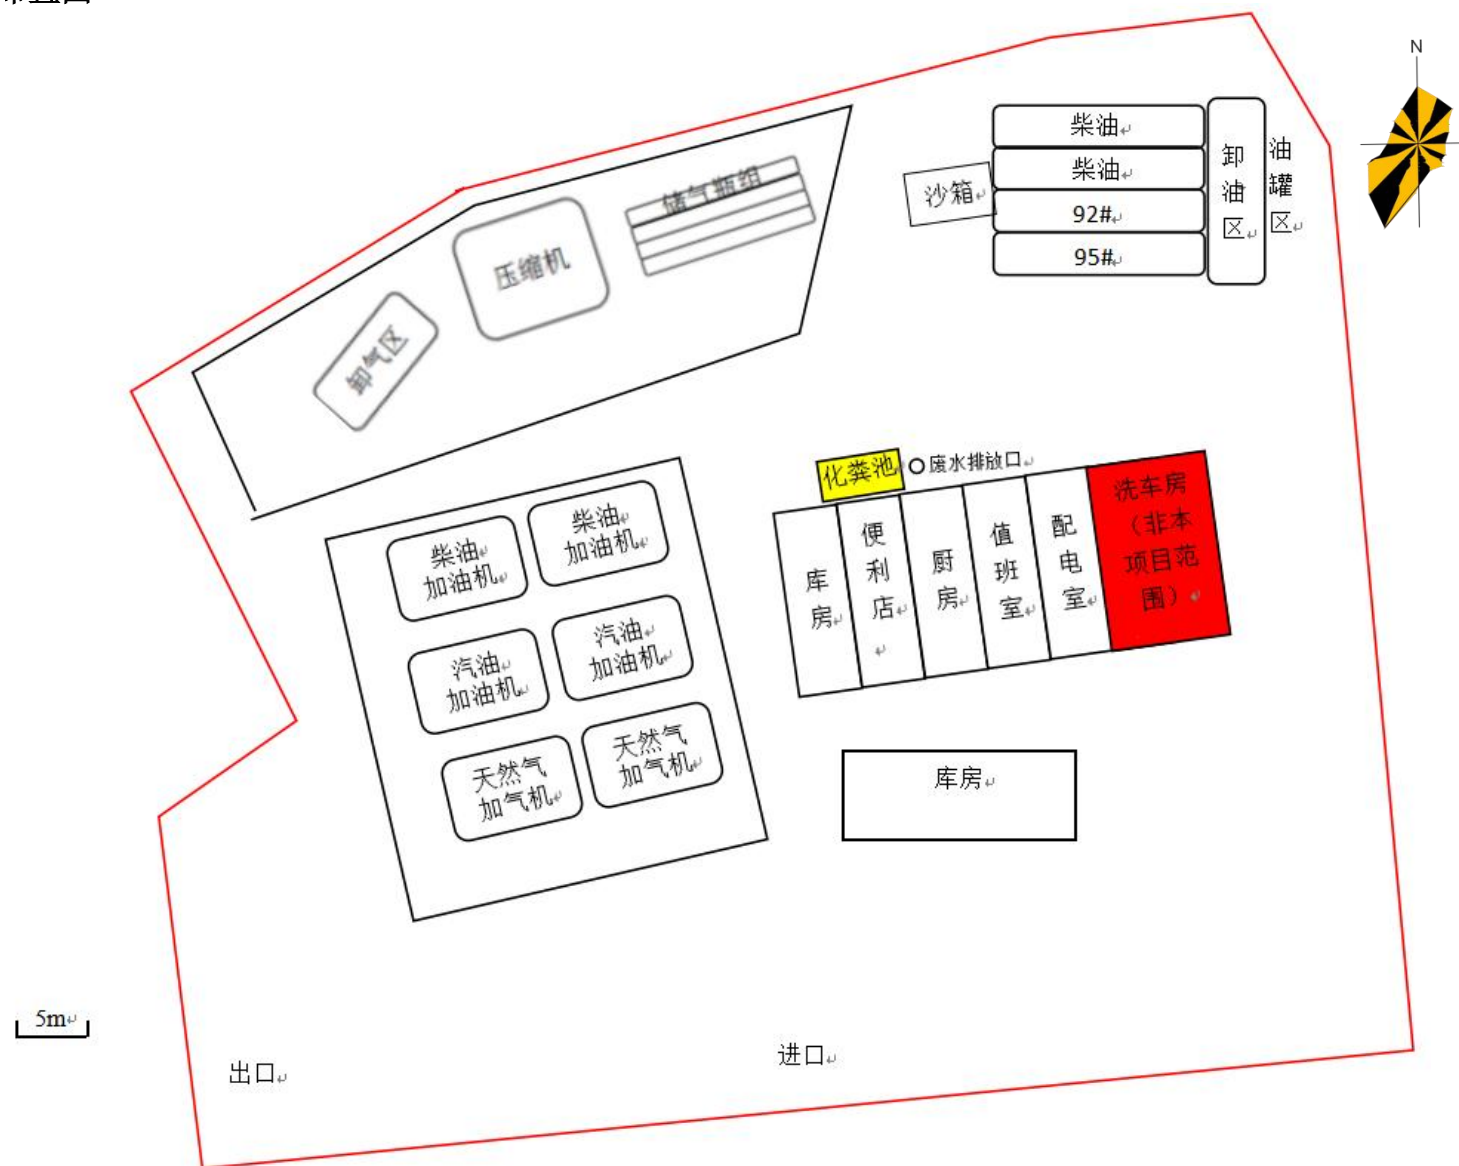 N
柴油
柴油
92#
95#
卸
油
区
油
罐
区
沙箱
储气瓶组
压缩机
卸气区
化粪池
废水排放口
库
房
便
利
店
厨
房
值
班
室
配
电
室
洗车房
（非本
项目范
围）
柴油
加油机
柴油
加油机
汽油
加油机
汽油
加油机
天然气
加气机
天然气
加气机
库房
5m
出口
进口